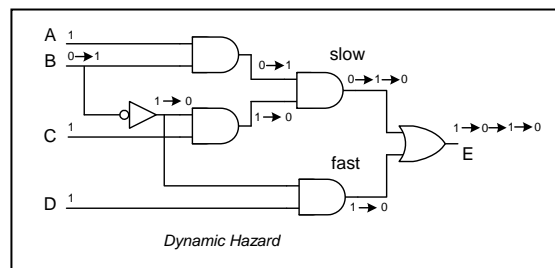 A 1
slow
B 0→1
0→1
0→1→0
1→0
1→0→1→0
C 1
1→0
E
fast
D 1
1→0
Dynamic Hazard